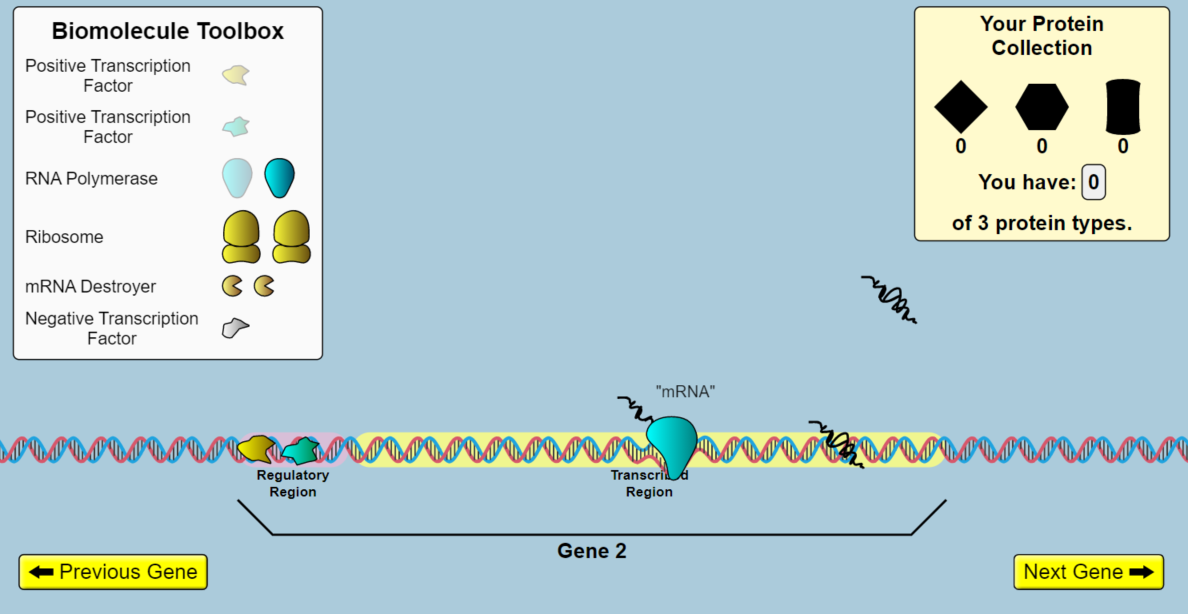 Biomolecule Toolbox
Positive Transcription
Factor
Positive Transcription
Factor
RNA Polymerase
Ribosome
mRNA Destroyer
Negative Transcription
Factor
Your Protein
Collection
0 0 0
You have: 0
of 3 protein types.
"mRNA"
Regulatory
Region
Transcribed
Region
Gene 2
Previous Gene
Next Gene